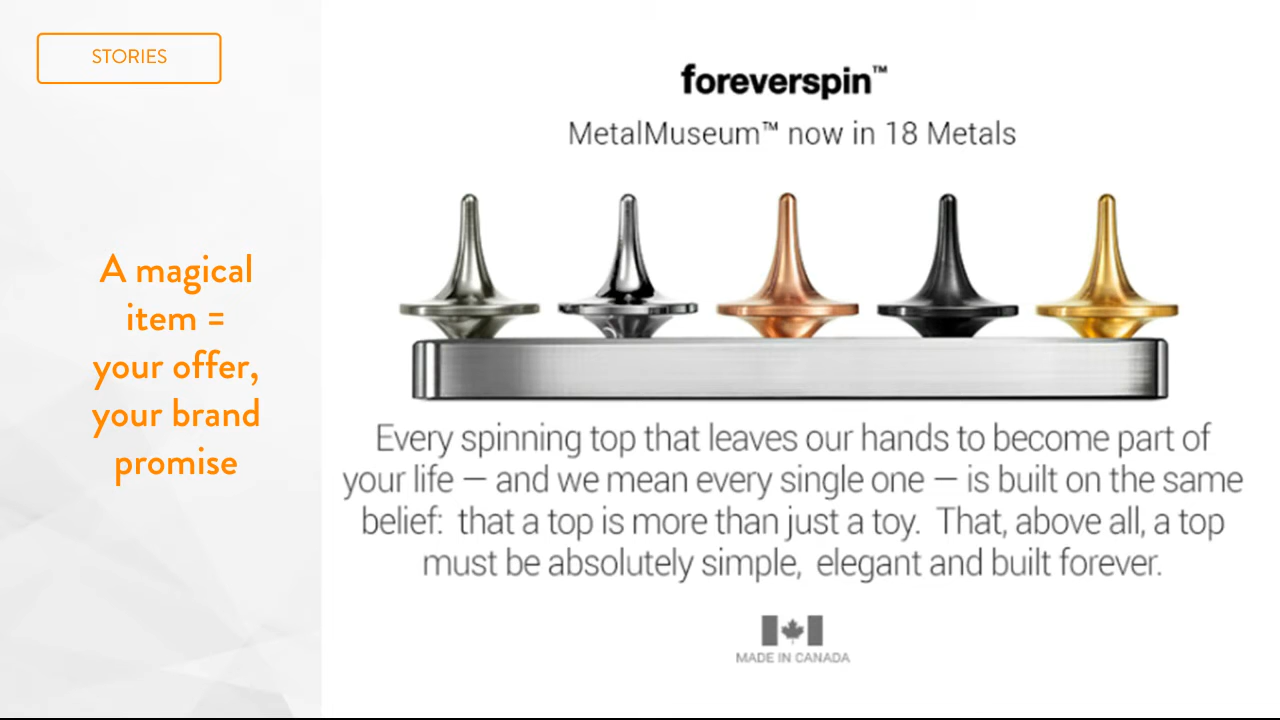 STORIES
A magical
item =
your offer,
your brand
promise
foreverspin™
MetalMuseum™ now in 18 Metals
Every spinning top that leaves our hands to become part of
your life — and we mean every single one — is built on the same
belief:  that a top is more than just a toy.  That, above all, a top
must be absolutely simple,  elegant and built forever.
MADE IN CANADA